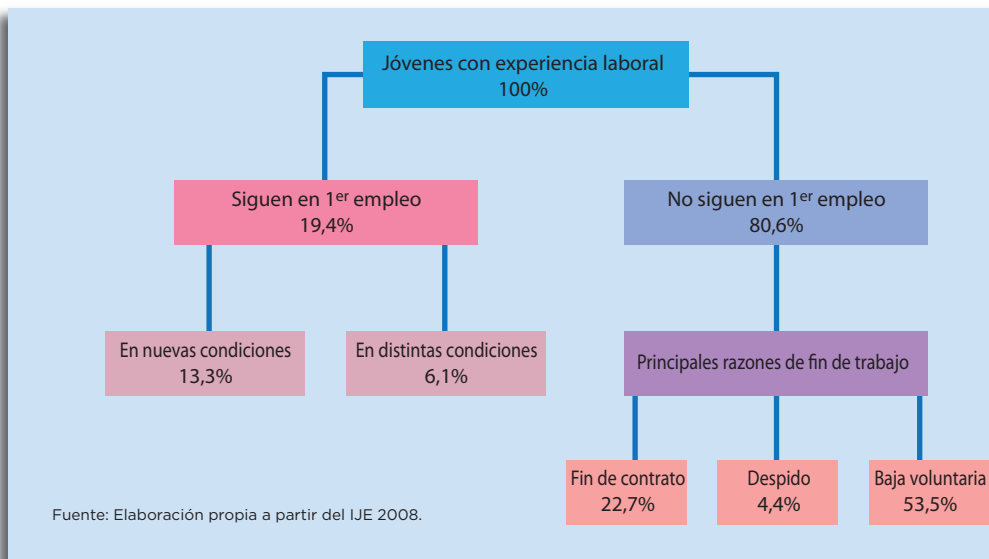 Jóvenes con experiencia laboral
100%
Siguen en 1er empleo
19,4%
No siguen en 1er empleo
80,6%
En nuevas condiciones
13,3%
En distintas condiciones
6,1%
Principales razones de fin de trabajo
Fin de contrato
22,7%
Despido
4,4%
Baja voluntaria
53,5%
Fuente: Elaboración propia a partir del IJE 2008.